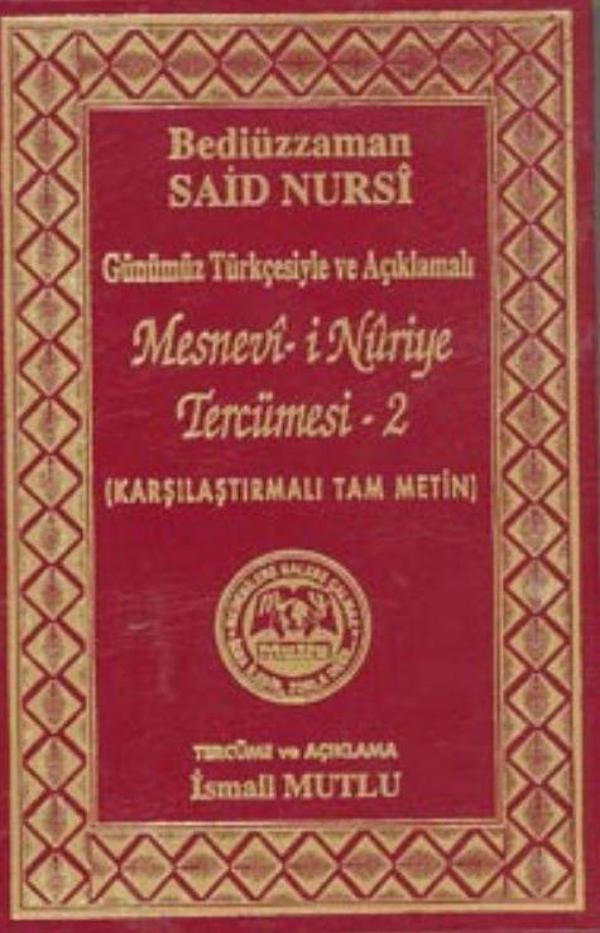 Bediüzzaman
SAİD NURSÎ
Günümüz Türkçesiyle ve Açıklamalı
Mesnevî- i Nûriye
Tercümesi - 2
(KARŞILAŞTIRMALI TAM METİN)
TERCÜME ve AÇIKLAMA
İsmail MUTLU